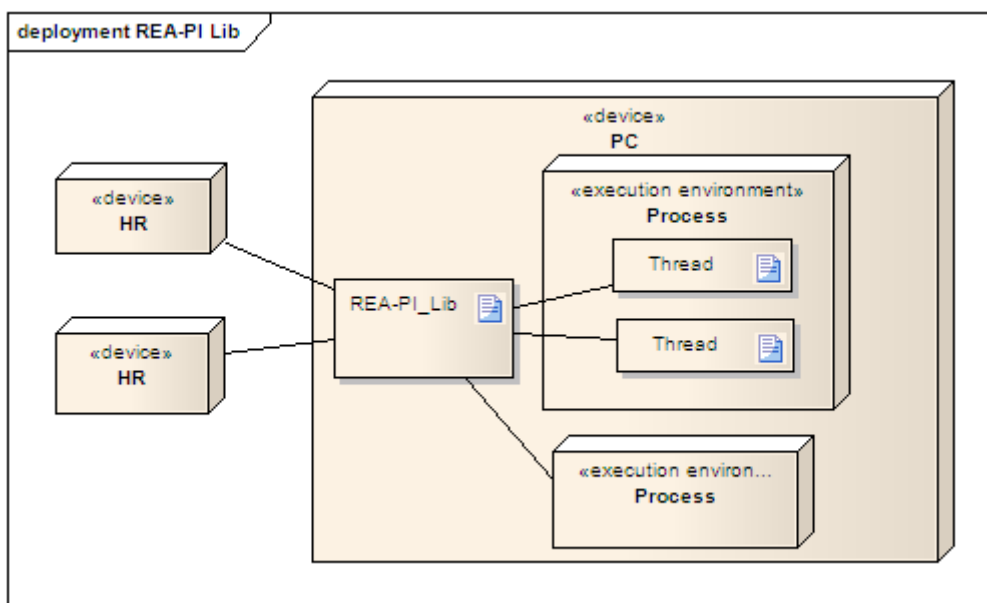 deployment REA-PI Lib
«device»
PC
«device»
HR
«execution environment»
Process
Thread
REA-PI_Lib
Thread
«device»
HR
«execution environ...
Process